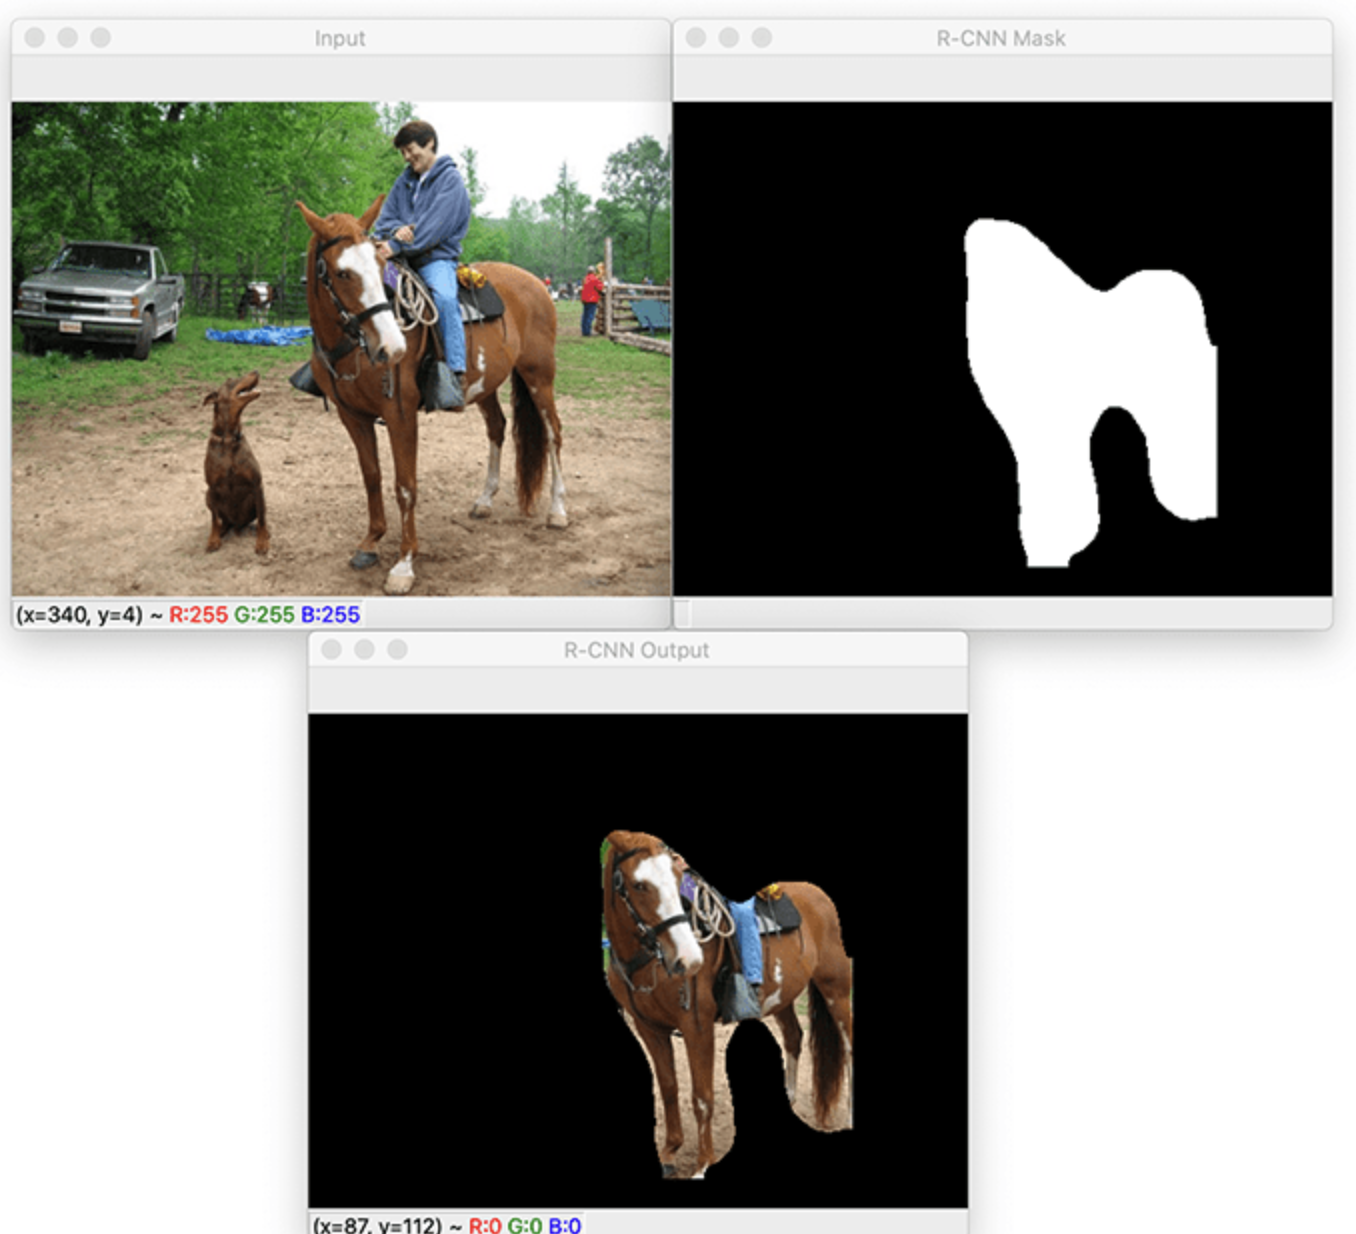 Input
R-CNN Mask
(x=340, y=4) ~ R:255 G:255 B:255
R-CNN Output
(x=87, y=112) ~ R:0 G:0 B:0